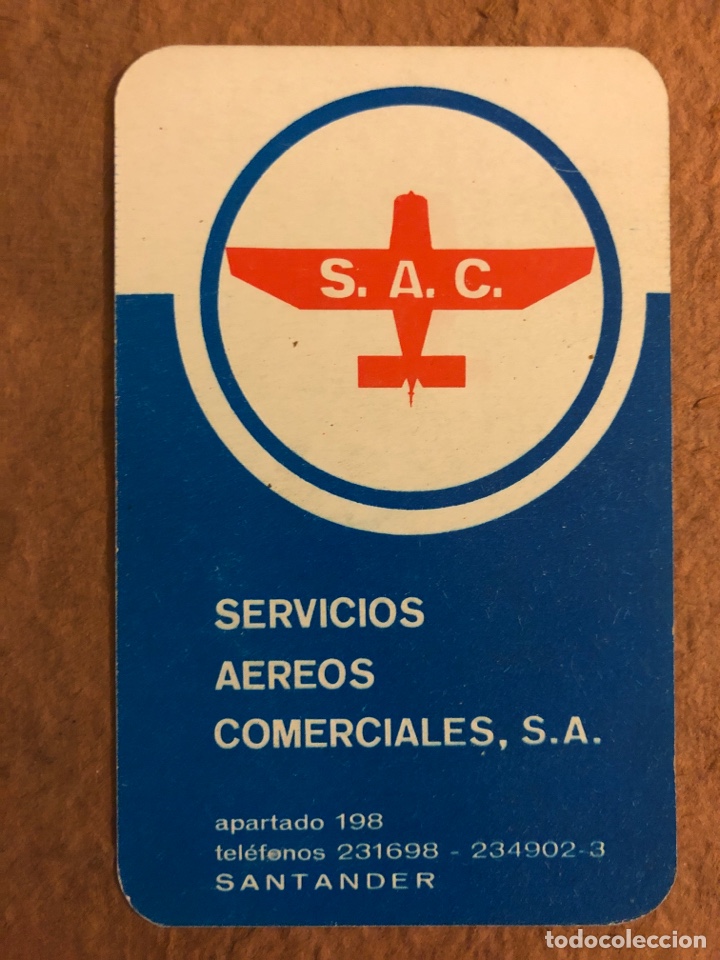 S. A. C.
SERVICIOS
AEREOS
COMERCIALES, S.A.
apartado 198
teléfonos 231698 - 234902-3
SANTANDER
todocoleccion